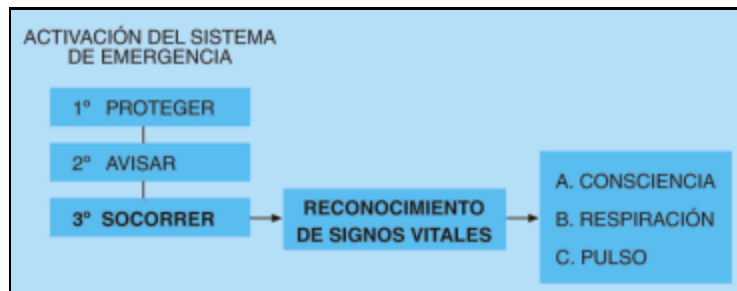 ACTIVACIÓN DEL SISTEMA
DE EMERGENCIA
1º PROTEGER
2º AVISAR
3º SOCORRER
RECONOCIMIENTO
DE SIGNOS VITALES
A. CONSCIENCIA
B. RESPIRACIÓN
C. PULSO